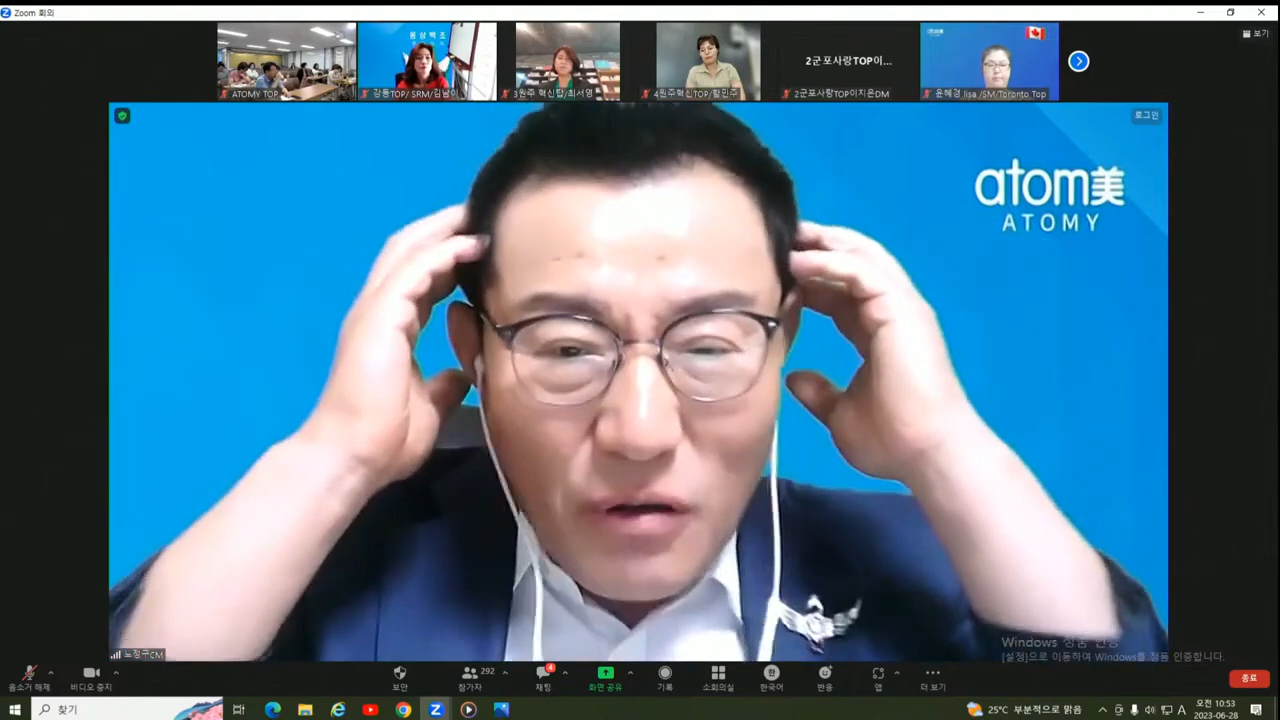 Zoom 회의
보기
ATOMY TOP
강동TOP/ SRM/김남이
3원주 혁신탑/최서영
4원주혁신TOP/함민주
2군포사랑TOP이...
2군포사랑TOP이지은DM
윤혜경 lisa /SM/Toronto Top
로그인
atom美
ATOMY
노정구CM
Windows 정품 인증
[설정]으로 이동하여 Windows를 정품 인증합니다.
음소거 해제
비디오 중지
보안
292
참가자
4
채팅
화면 공유
기록
소회의실
한국어
반응
앱
더 보기
종료
찾기
25°C 부분적으로 맑음
A
오전 10:53
2023-06-28